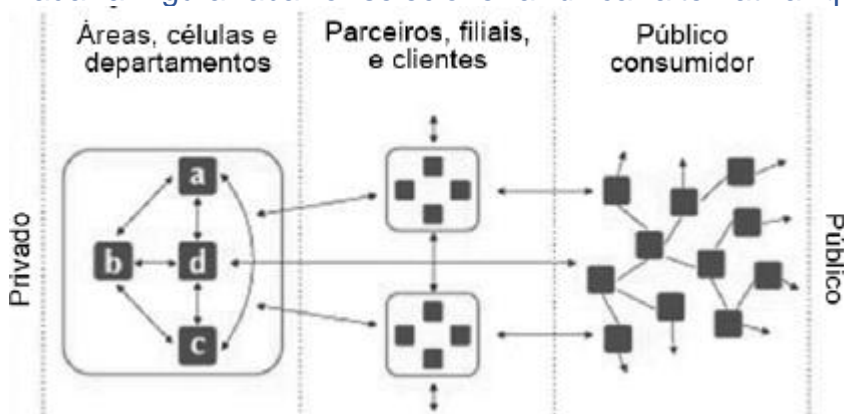 Áreas, células e
departamentos
Parceiros, filiais,
e clientes
Público
consumidor
Privado
a
b
d
c
Público